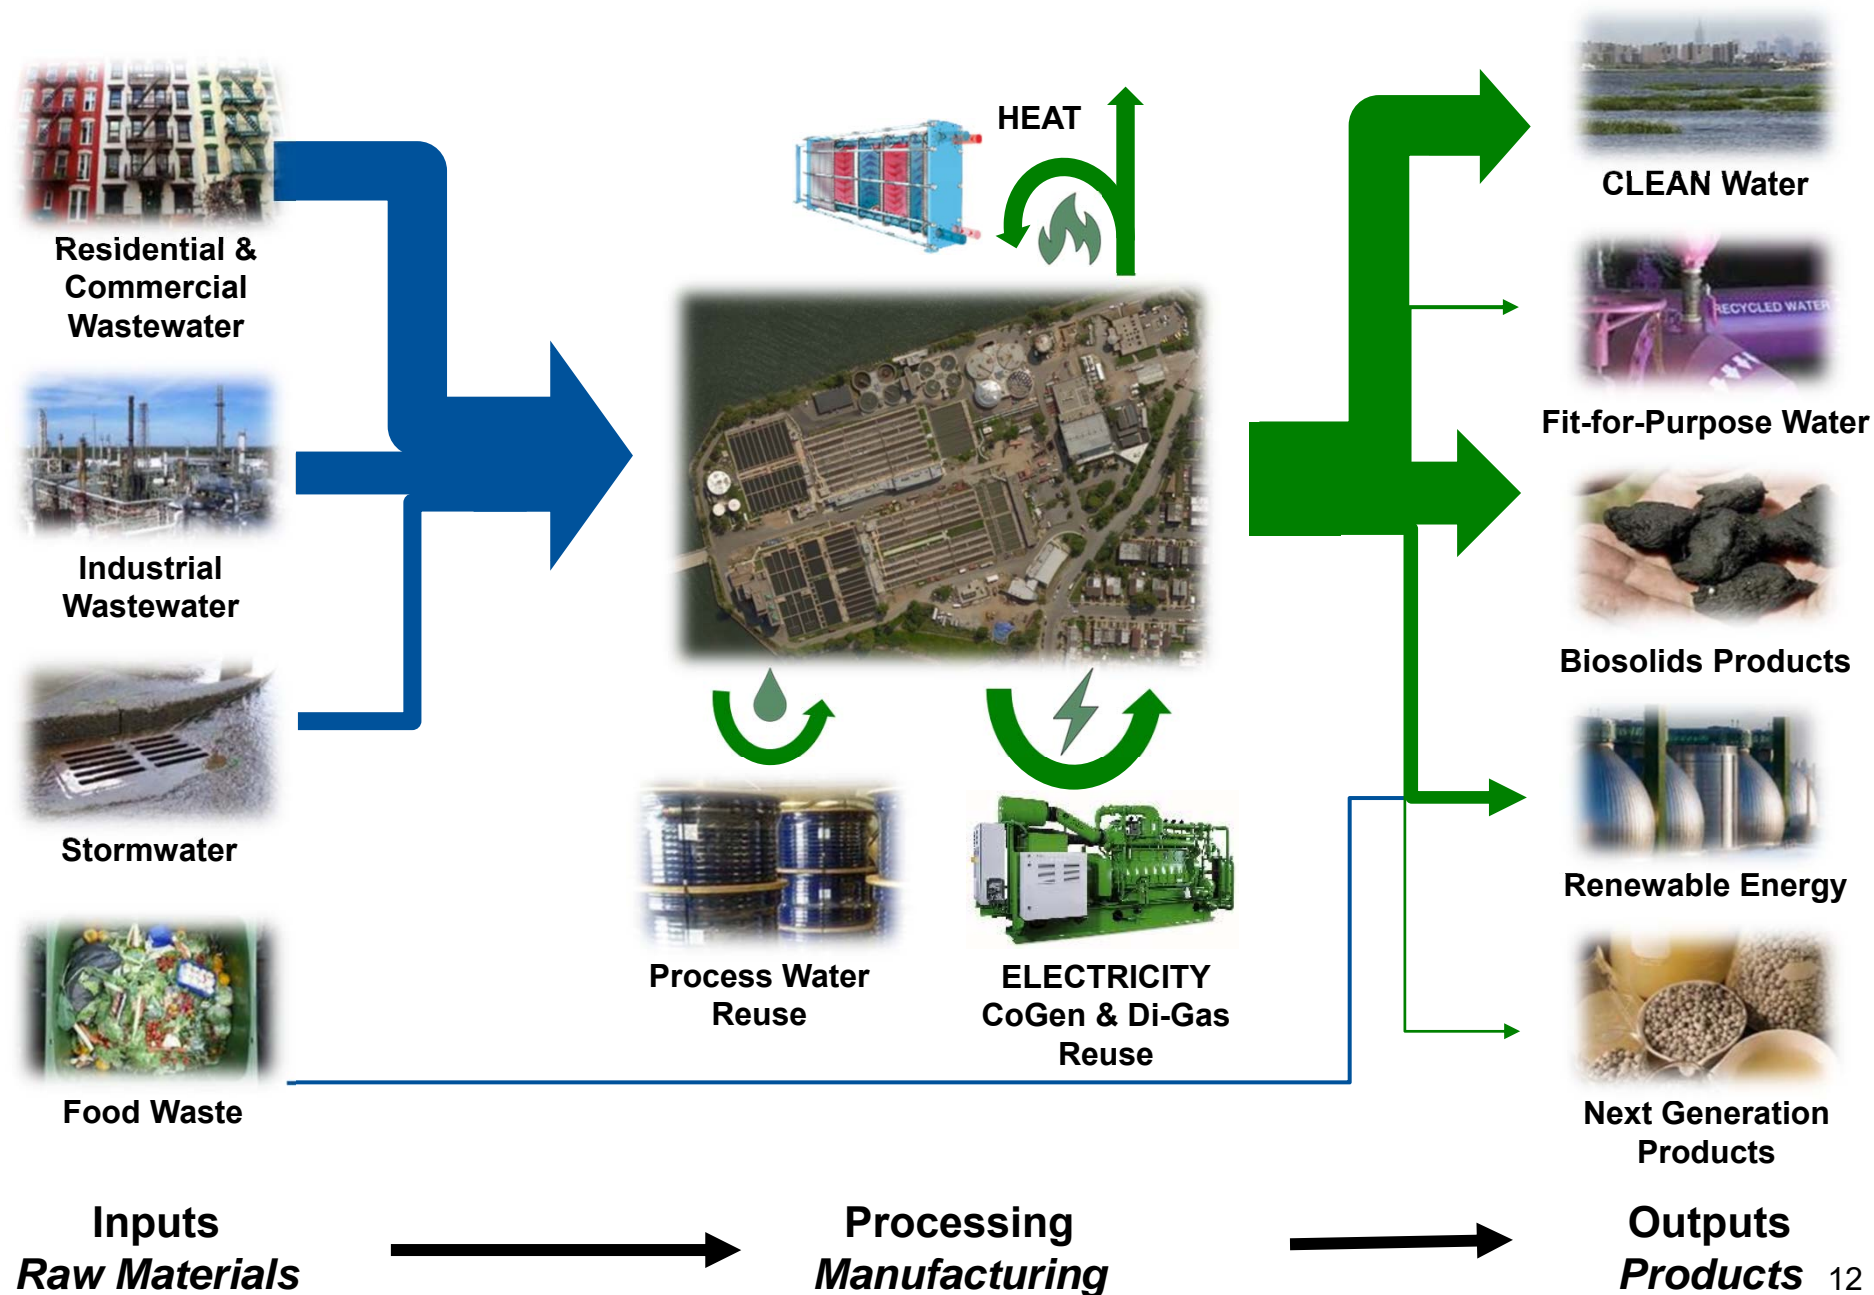 Residential &
Commercial
Wastewater
Industrial
Wastewater
Stormwater
Food Waste
HEAT
Process Water
Reuse
ELECTRICITY
CoGen & Di-Gas
Reuse
CLEAN Water
RECYCLED WATER
Fit-for-Purpose Water
Biosolids Products
Renewable Energy
Next Generation
Products
Inputs
Raw Materials
Processing
Manufacturing
Outputs
Products
12